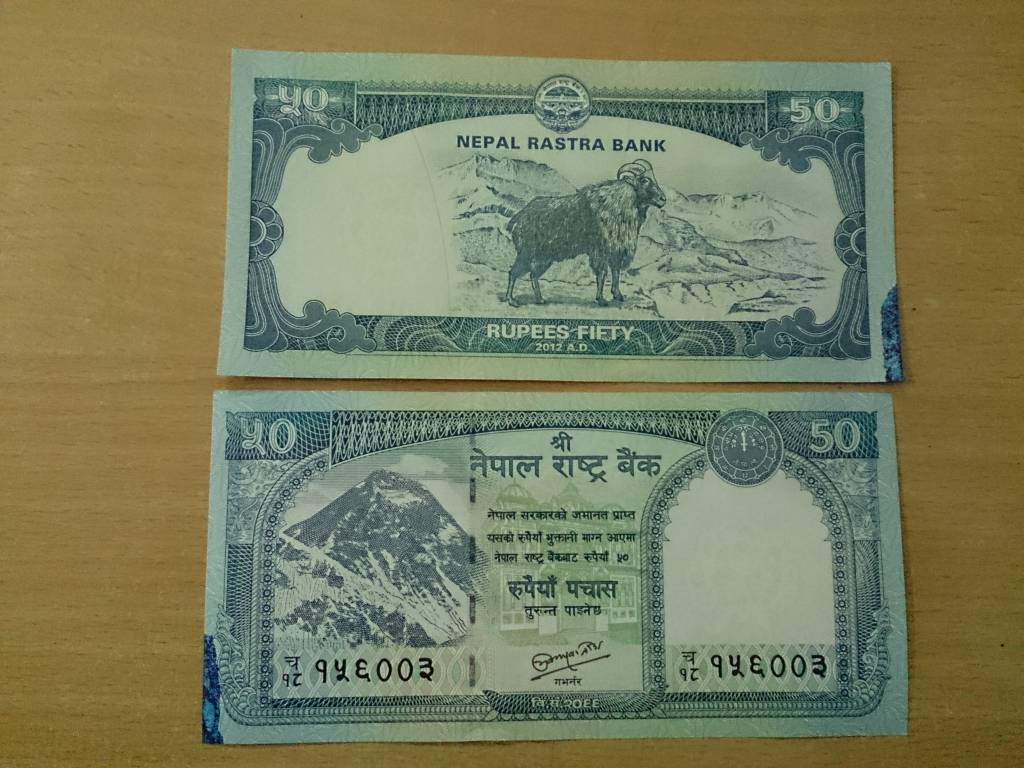 ५०
50
NEPAL RASTRA BANK
RUPEES FIFTY
2012 A.D.
५०
50
श्री
नेपाल राष्ट्र बैंक
नेपाल सरकारको जमानत प्राप्त
यसको रुपैयाँ भुक्तानी माग्न आएमा
नेपाल राष्ट्र बैंकबाट रुपैयाँ ५०
रुपैयाँ पचास
तुरुन्त पाइनेछ
च
१८ १५६००३
गभर्नर
च
१८ १५६००३
वि.सं.२०६६